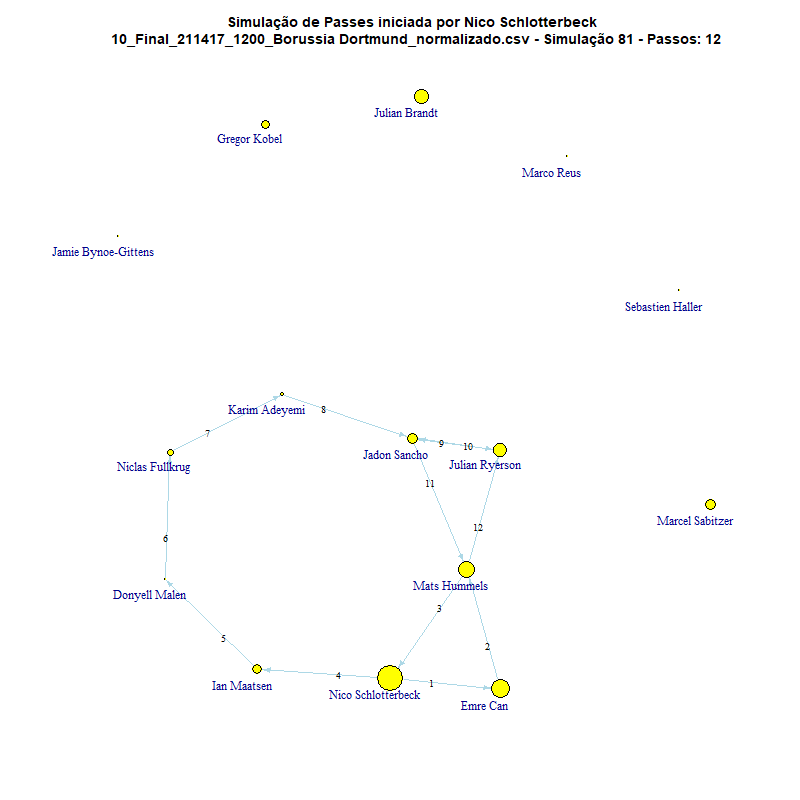 Simulação de Passes iniciada por Nico Schlotterbeck
10_Final_211417_1200_Borussia Dortmund_normalizado.csv - Simulação 81 - Passos: 12
Julian Brandt
Gregor Kobel
Marco Reus
Jamie Bynoe-Gittens
Sebastien Haller
Karim Adeyemi
8
7
9
10
Jadon Sancho
Julian Ryerson
Niclas Fullkrug
11
Marcel Sabitzer
12
6
Mats Hummels
Donyell Malen
3
5
2
4
1
Ian Maatsen
Nico Schlotterbeck
Emre Can